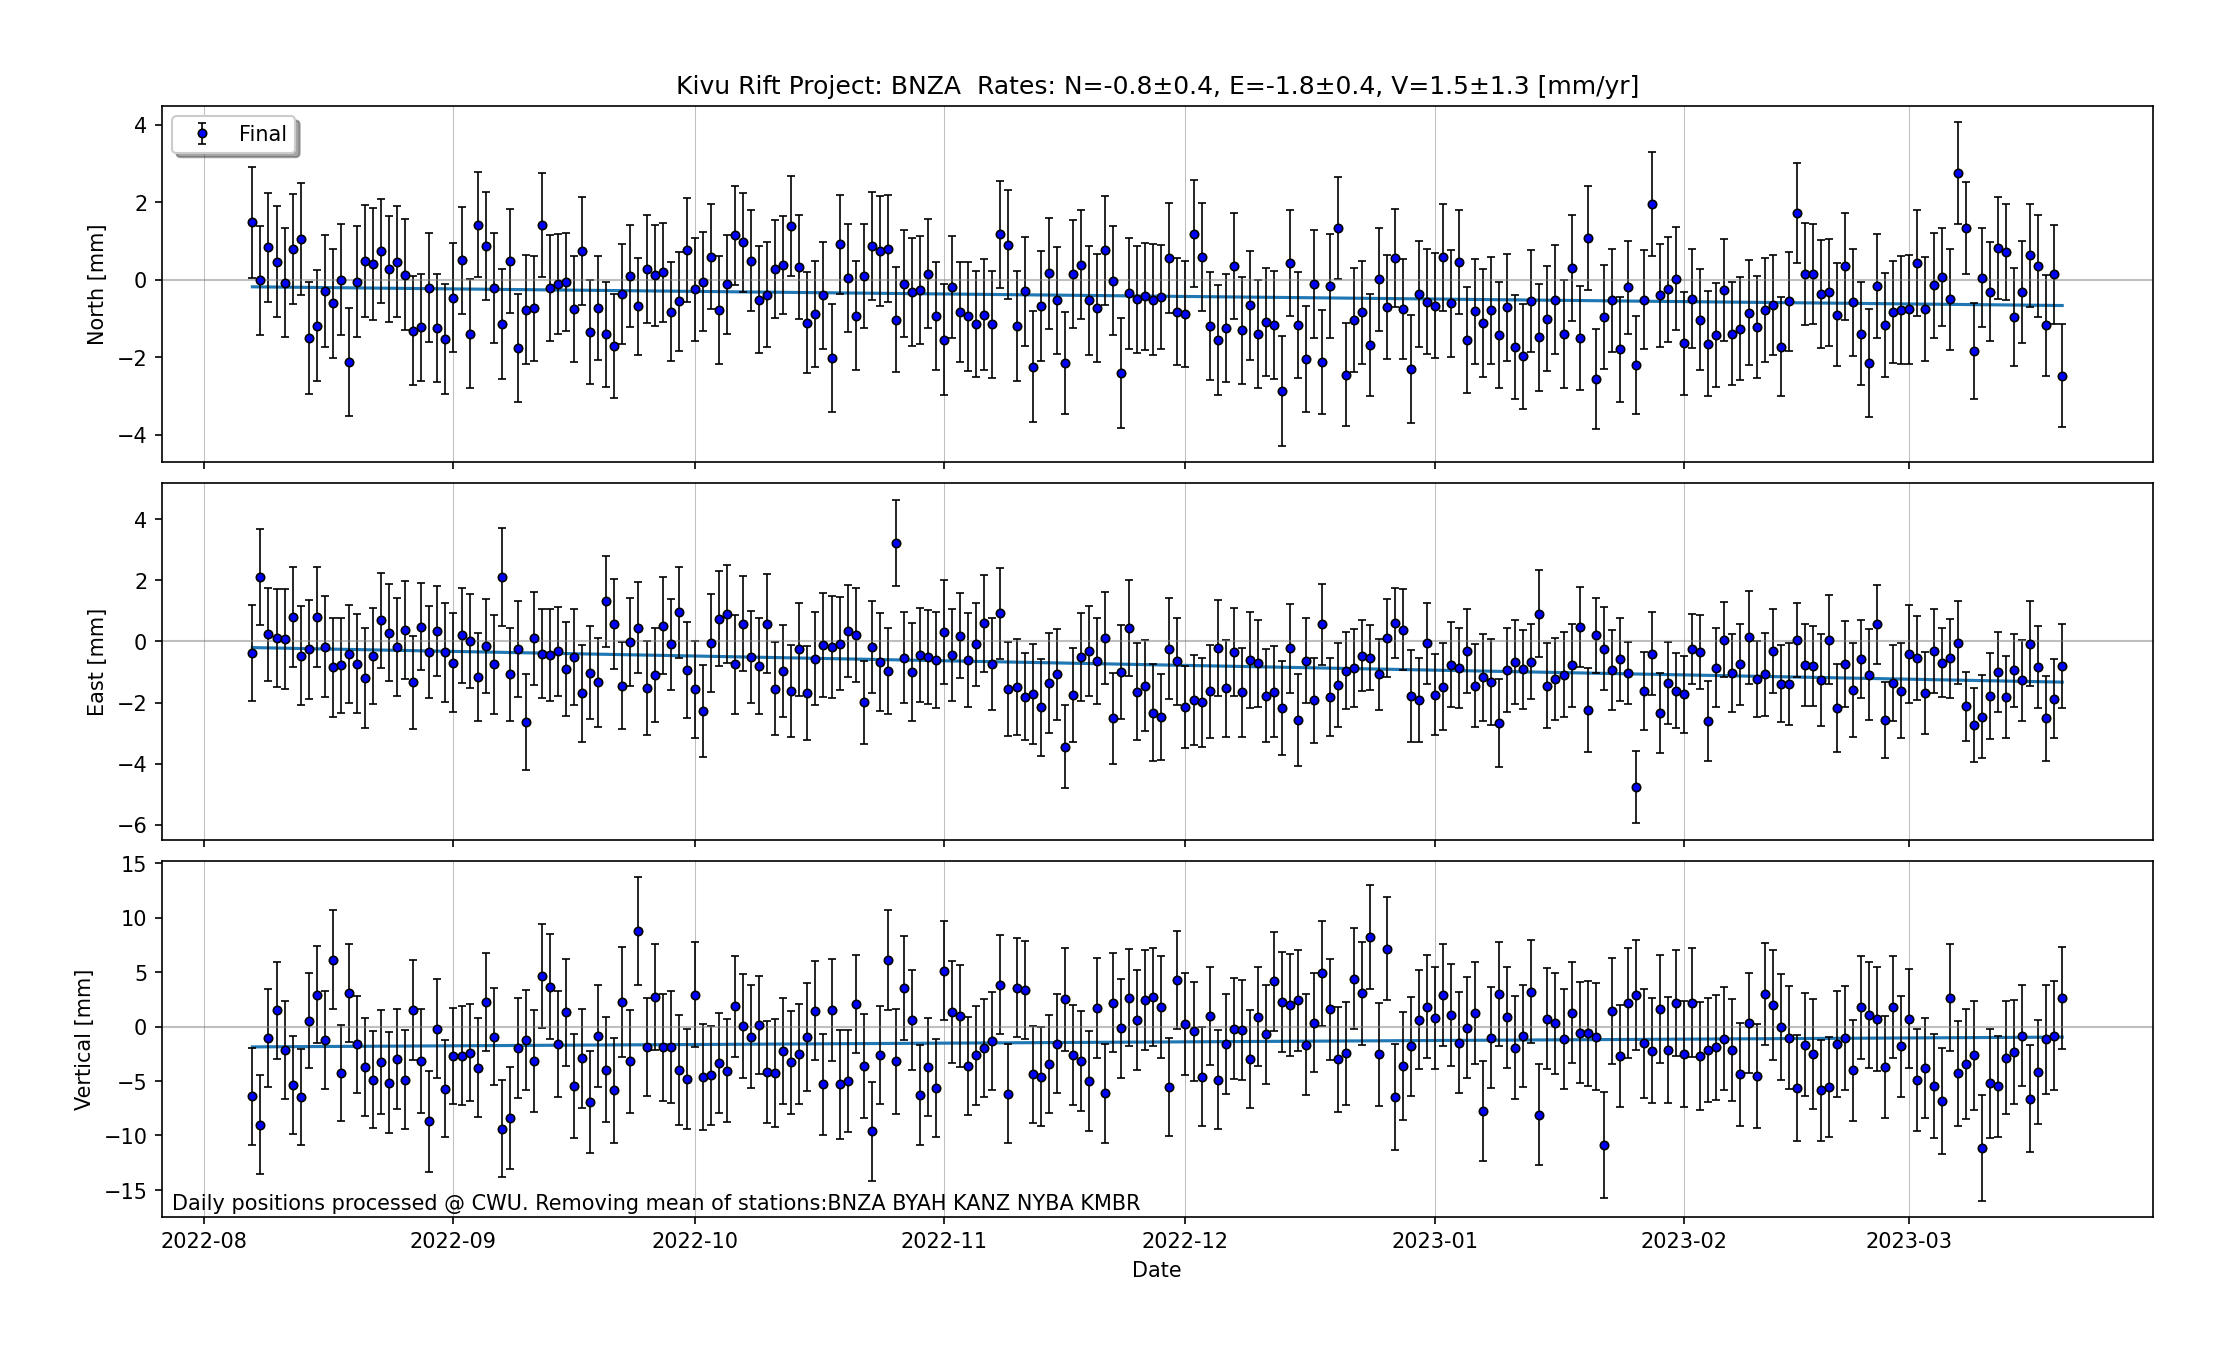 Kivu Rift Project: BNZA  Rates: N=-0.8±0.4, E=-1.8±0.4, V=1.5±1.3 [mm/yr]
Final
North [mm]
4
2
0
−2
−4
East [mm]
4
2
0
−2
−4
−6
Vertical [mm]
15
10
5
0
−5
−10
−15
Daily positions processed @ CWU. Removing mean of stations:BNZA BYAH KANZ NYBA KMBR
2022-08 2022-09 2022-10 2022-11 2022-12 2023-01 2023-02 2023-03
Date